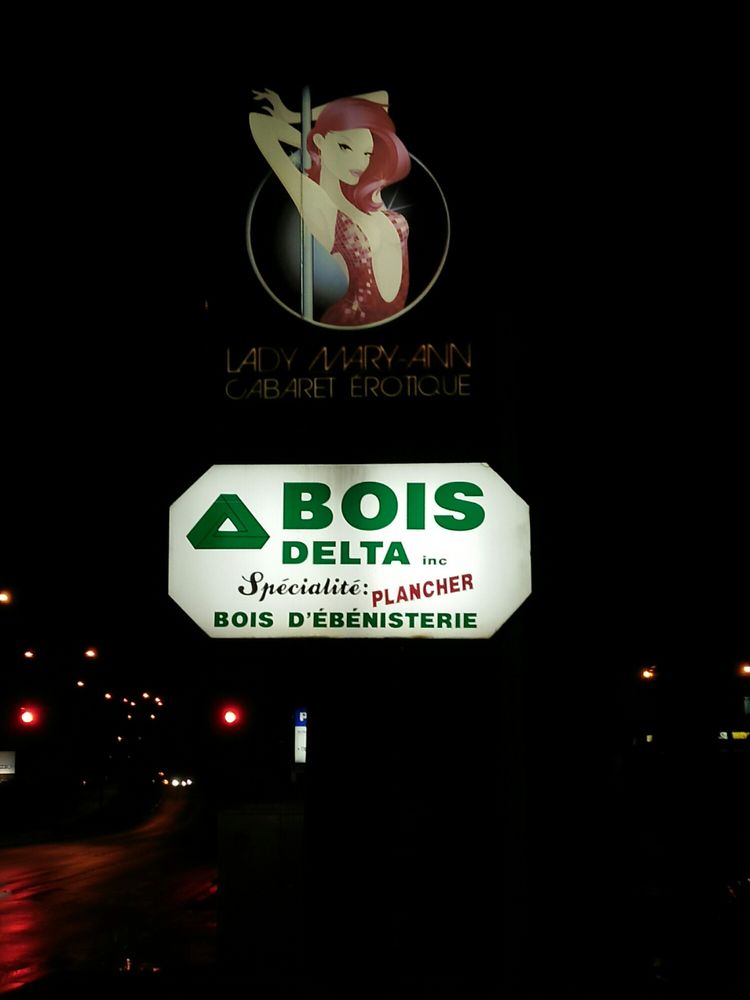 LADY MARY-ANN
CABARET ÉROTIQUE
BOIS
DELTA inc
Spécialité: PLANCHER
BOIS D'ÉBÉNISTERIE
P